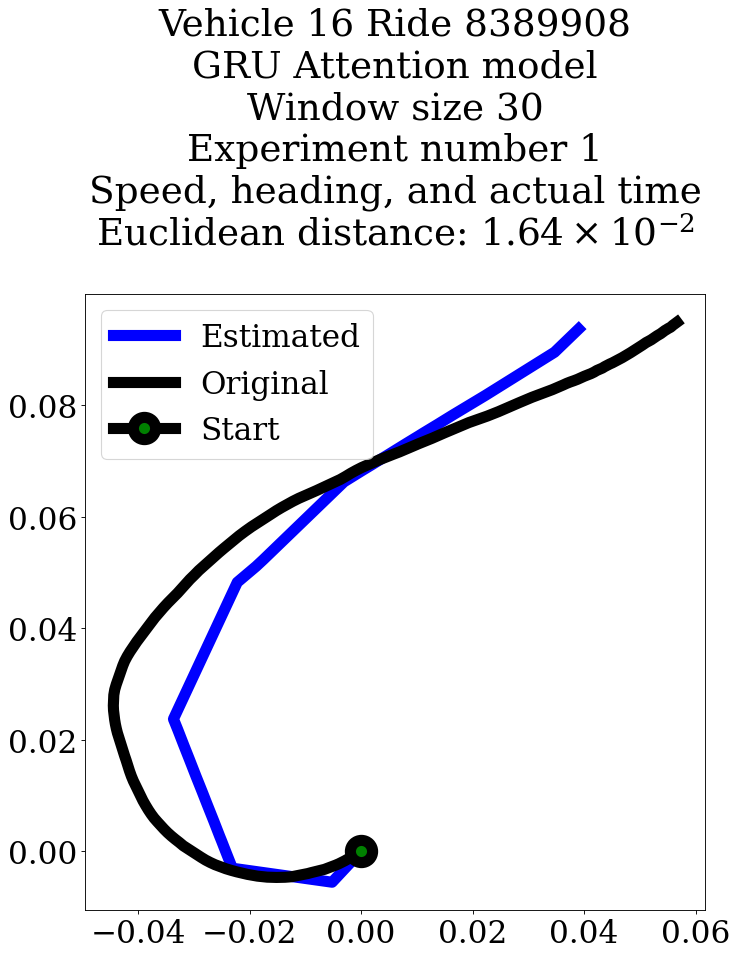 Vehicle 16 Ride 8389908
GRU Attention model
Window size 30
Experiment number 1
Speed, heading, and actual time
Euclidean distance: 1.64 × 10⁻²
Estimated
Original
Start
0.08
0.06
0.04
0.02
0.00
−0.04 −0.02 0.00 0.02 0.04 0.06